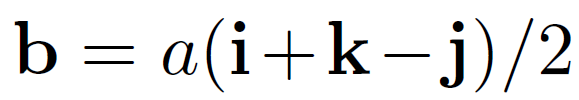 b = a(i+k−j)/2